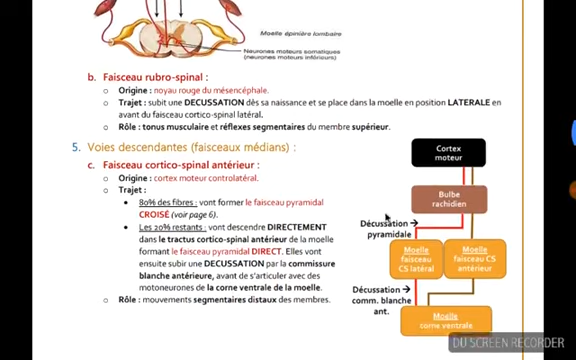 Moelle épinière lombaire
Neurones moteurs somatiques
(neurones moteurs inférieurs)
b. Faisceau rubro-spinal :
o Origine : noyau rouge du mésencéphale.
o Trajet : subit une DECUSSATION dès sa naissance et se place dans la moelle en position LATERALE en
avant du faisceau cortico-spinal latéral.
o Rôle : tonus musculaire et réflexes segmentaires du membre supérieur.
5. Voies descendantes (faisceaux médians) :
c. Faisceau cortico-spinal antérieur :
o Origine : cortex moteur controlatéral.
o Trajet :
• 80% des fibres : vont former le faisceau pyramidal
CROISÉ (voir page 6).
• Les 20% restants : vont descendre DIRECTEMENT
dans le tractus cortico-spinal antérieur de la moelle
formant le faisceau pyramidal DIRECT. Elles vont
ensuite subir une DECUSSATION par la commissure
blanche antérieure, avant de s'articuler avec des
motoneurones de la corne ventrale de la moelle.
o Rôle : mouvements segmentaires distaux des membres.
Cortex
moteur
Bulbe
rachidien
Décussation →
pyramidale
Moelle
faisceau
CS latéral
Moelle
faisceau CS
antérieur
Décussation →
comm. blanche
ant.
Moelle
corne ventrale
DU SCREEN RECORDER